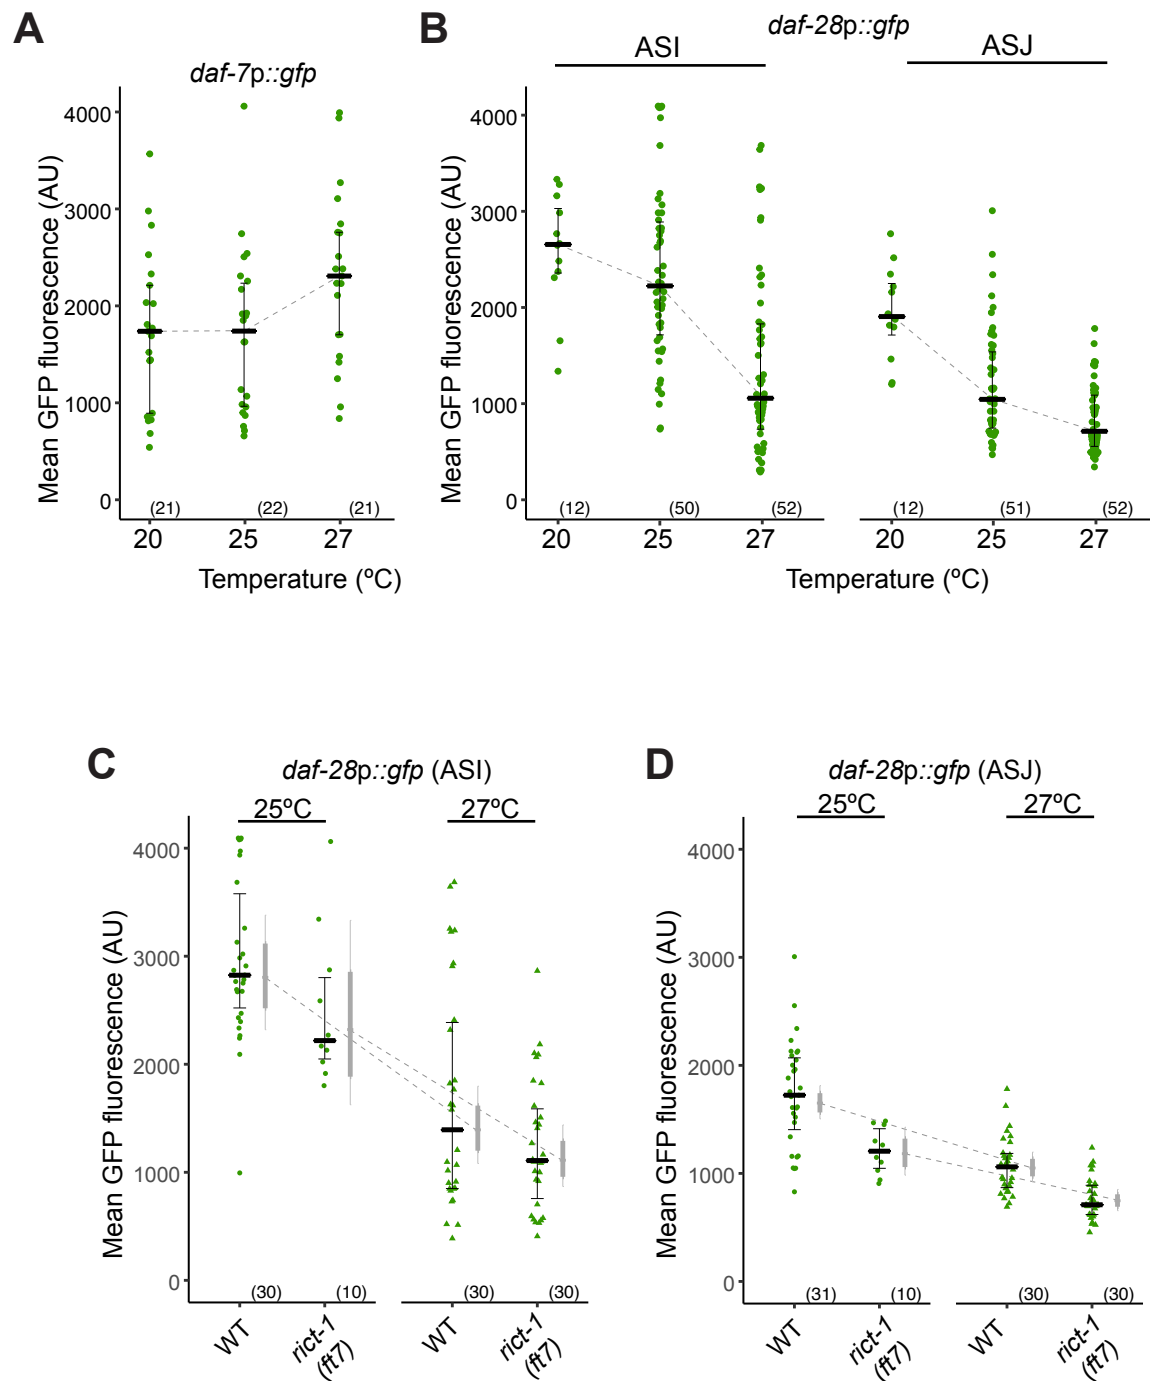 A
daf-7p::gfp
Mean GFP fluorescence (AU)
4000
3000
2000
1000
0
(21)
(22)
(21)
20
25
27
Temperature (ºC)
B
daf-28p::gfp
ASI
ASJ
Mean GFP fluorescence (AU)
4000
3000
2000
1000
0
(12)
(50)
(52)
(12)
(51)
(52)
20
25
27
20
25
27
Temperature (ºC)
C
daf-28p::gfp (ASI)
25ºC
27ºC
Mean GFP fluorescence (AU)
4000
3000
2000
1000
0
(30)
(10)
(30)
(30)
WT
rict-1
(ft7)
WT
rict-1
(ft7)
D
daf-28p::gfp (ASJ)
25ºC
27ºC
Mean GFP fluorescence (AU)
4000
3000
2000
1000
0
(31)
(10)
(30)
(30)
WT
rict-1
(ft7)
WT
rict-1
(ft7)